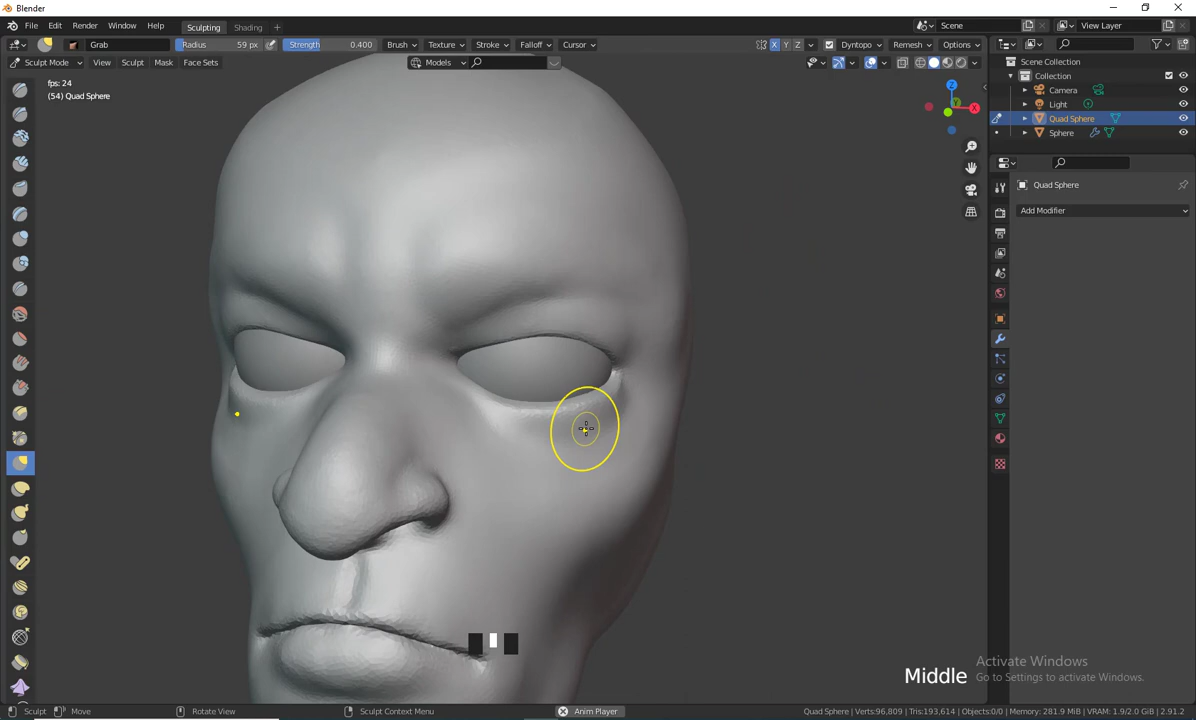 Blender
File Edit Render Window Help Sculpting Shading + Scene View Layer
Grab Radius 59 px Strength 0.400 Brush Texture Stroke Falloff Cursor X Y Z Dyntopo Remesh Options
Sculpt Mode View Sculpt Mask Face Sets Models
fps: 24
(54) Quad Sphere
Z
Y
X
Scene Collection
Collection
Camera
Light
Quad Sphere
Sphere
Quad Sphere
Add Modifier
Middle
Activate Windows
Go to Settings to activate Windows.
Sculpt Move Rotate View Sculpt Context Menu Anim Player Quad Sphere | Verts:96,809 | Tris:193,614 | Objects:0/0 | Memory: 281.9 MiB | VRAM: 1.9/2.0 GiB | 2.91.2